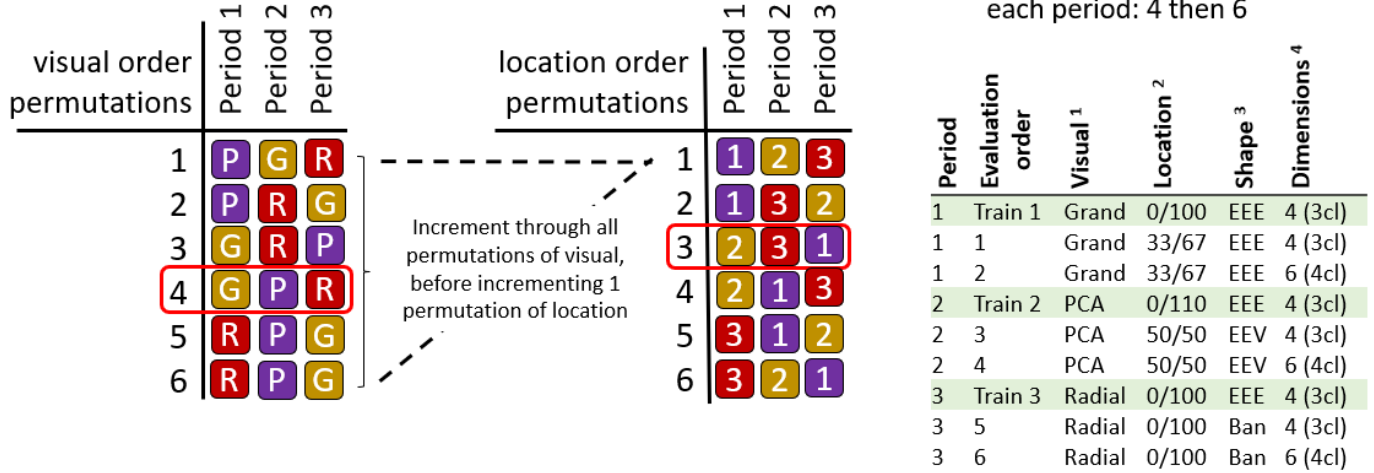 each period: 4 then 6
visual order permutations | Period 1 | Period 2 | Period 3
1 P G R
2 P R G
3 G R P
4 G P R
5 R P G
6 R P G
Increment through all
permutations of visual,
before incrementing 1
permutation of location
location order permutations | Period 1 | Period 2 | Period 3
1 1 2 3
2 1 3 2
3 2 3 1
4 2 1 3
5 3 1 2
6 3 2 1
Period | Evaluation order | Visual ¹ | Location ² | Shape ³ | Dimensions ⁴
1 Train 1 Grand 0/100 EEE 4 (3cl)
1 1 Grand 33/67 EEE 4 (3cl)
1 2 Grand 33/67 EEE 6 (4cl)
2 Train 2 PCA 0/110 EEE 4 (3cl)
2 3 PCA 50/50 EEV 4 (3cl)
2 4 PCA 50/50 EEV 6 (4cl)
3 Train 3 Radial 0/100 EEE 4 (3cl)
3 5 Radial 0/100 Ban 4 (3cl)
3 6 Radial 0/100 Ban 6 (4cl)